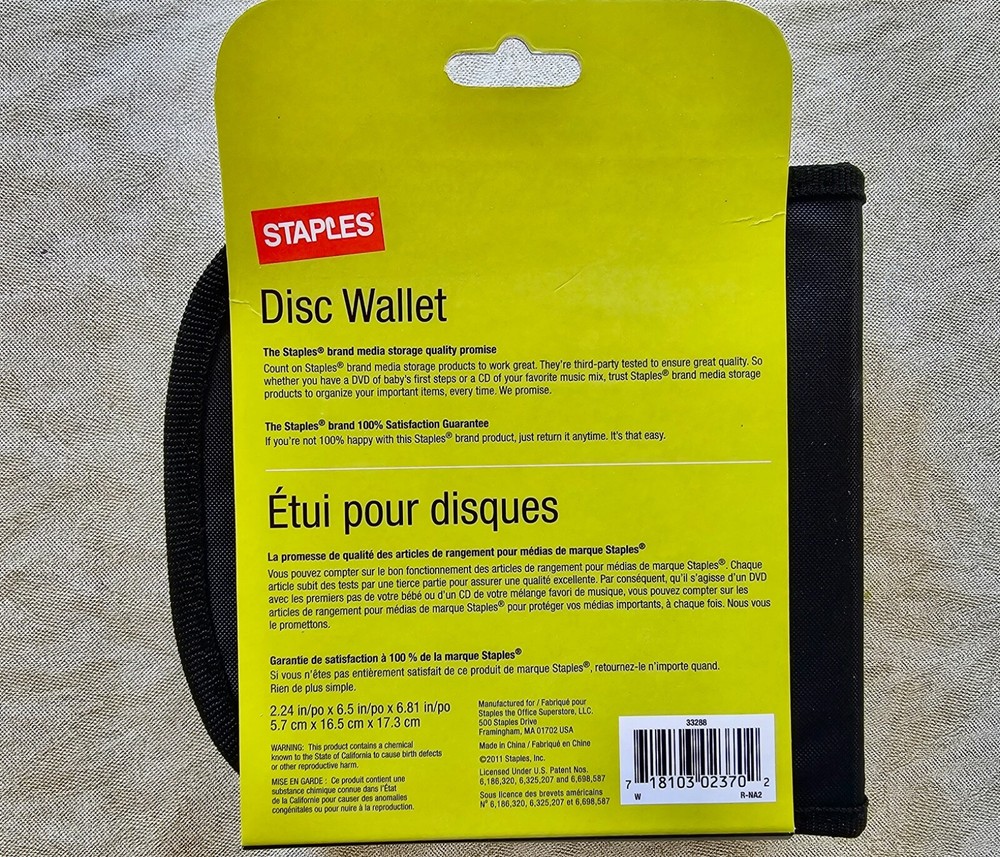 STAPLES
Disc Wallet
The Staples® brand media storage quality promise
Count on Staples® brand media storage products to work great. They're third-party tested to ensure great quality. So
whether you have a DVD of baby's first steps or a CD of your favorite music mix, trust Staples® brand media storage
products to organize your important items, every time. We promise.
The Staples® brand 100% Satisfaction Guarantee
If you're not 100% happy with this Staples® brand product, just return it anytime. It's that easy.
Étui pour disques
La promesse de qualité des articles de rangement pour médias de marque Staples®
Vous pouvez compter sur le bon fonctionnement des articles de rangement pour médias de marque Staples®. Chaque
article subit des tests par une tierce partie pour assurer une qualité excellente. Par conséquent, qu'il s'agisse d'un DVD
avec les premiers pas de votre bébé ou d'un CD de votre mélange favori de musique, vous pouvez compter sur les
articles de rangement pour médias de marque Staples® pour protéger vos médias importants, à chaque fois. Nous vous
le promettons.
Garantie de satisfaction à 100 % de la marque Staples®
Si vous n'êtes pas entièrement satisfait de ce produit de marque Staples®, retournez-le n'importe quand.
Rien de plus simple.
2.24 in/po x 6.5 in/po x 6.81 in/po
5.7 cm x 16.5 cm x 17.3 cm
WARNING: This product contains a chemical
known to the State of California to cause birth defects
or other reproductive harm.
MISE EN GARDE : Ce produit contient une
substance chimique connue dans l'État
de la Californie pour causer des anomalies
congénitales ou pour nuire à la reproduction.
Manufactured for / Fabriqué pour
Staples the Office Superstore, LLC.
500 Staples Drive
Framingham, MA 01702 USA
Made in China / Fabriqué en Chine
©2011 Staples, Inc.
Licensed Under U.S. Patent Nos.
6,186,320, 6,325,207 and 6,698,587
Sous licence des brevets américains
N° 6,186,320, 6,325,207 et 6,698,587
33288
7 18103 02370 2
W R-NA2